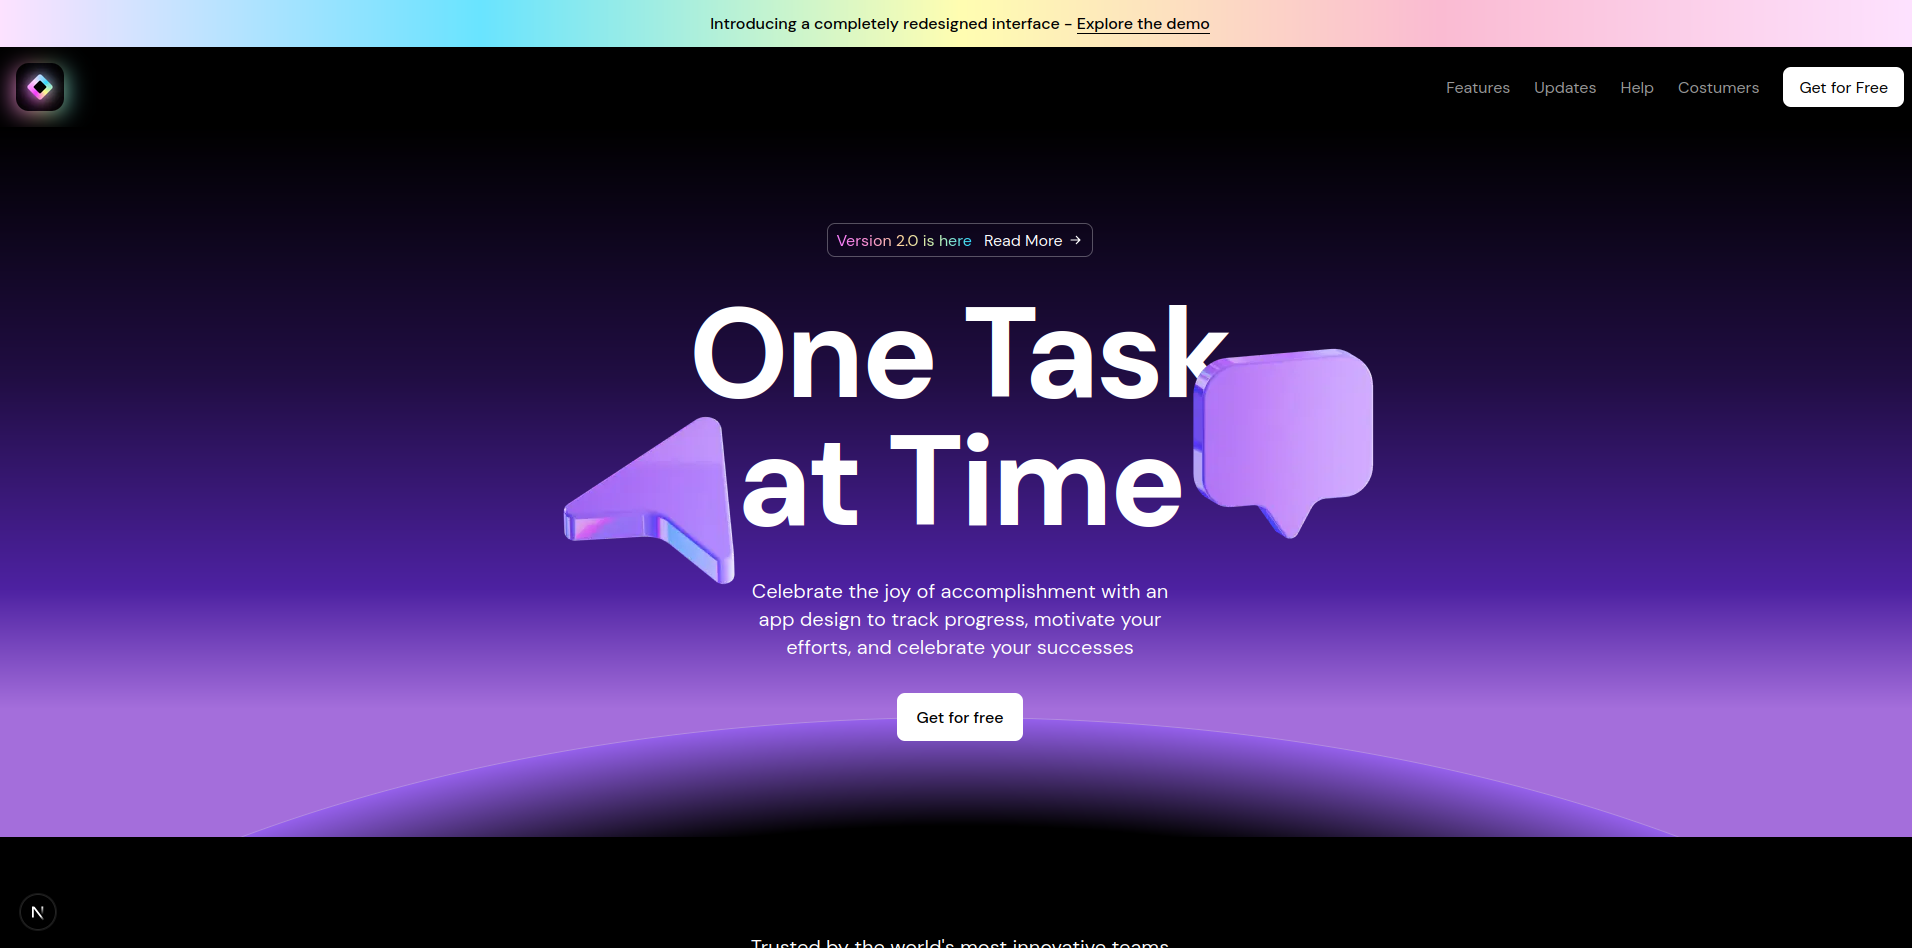 Introducing a completely redesigned interface - Explore the demo
Features Updates Help Costumers Get for Free
Version 2.0 is here Read More →
One Task
at Time
Celebrate the joy of accomplishment with an
app design to track progress, motivate your
efforts, and celebrate your successes
Get for free
N
Trusted by the world's most innovative teams